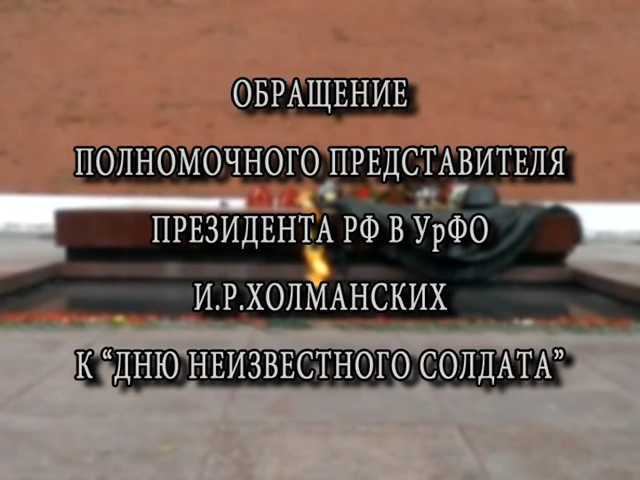 ОБРАЩЕНИЕ
ПОЛНОМОЧНОГО ПРЕДСТАВИТЕЛЯ
ПРЕЗИДЕНТА РФ В УрФО
И.Р.ХОЛМАНСКИХ
К “ДНЮ НЕИЗВЕСТНОГО СОЛДАТА”